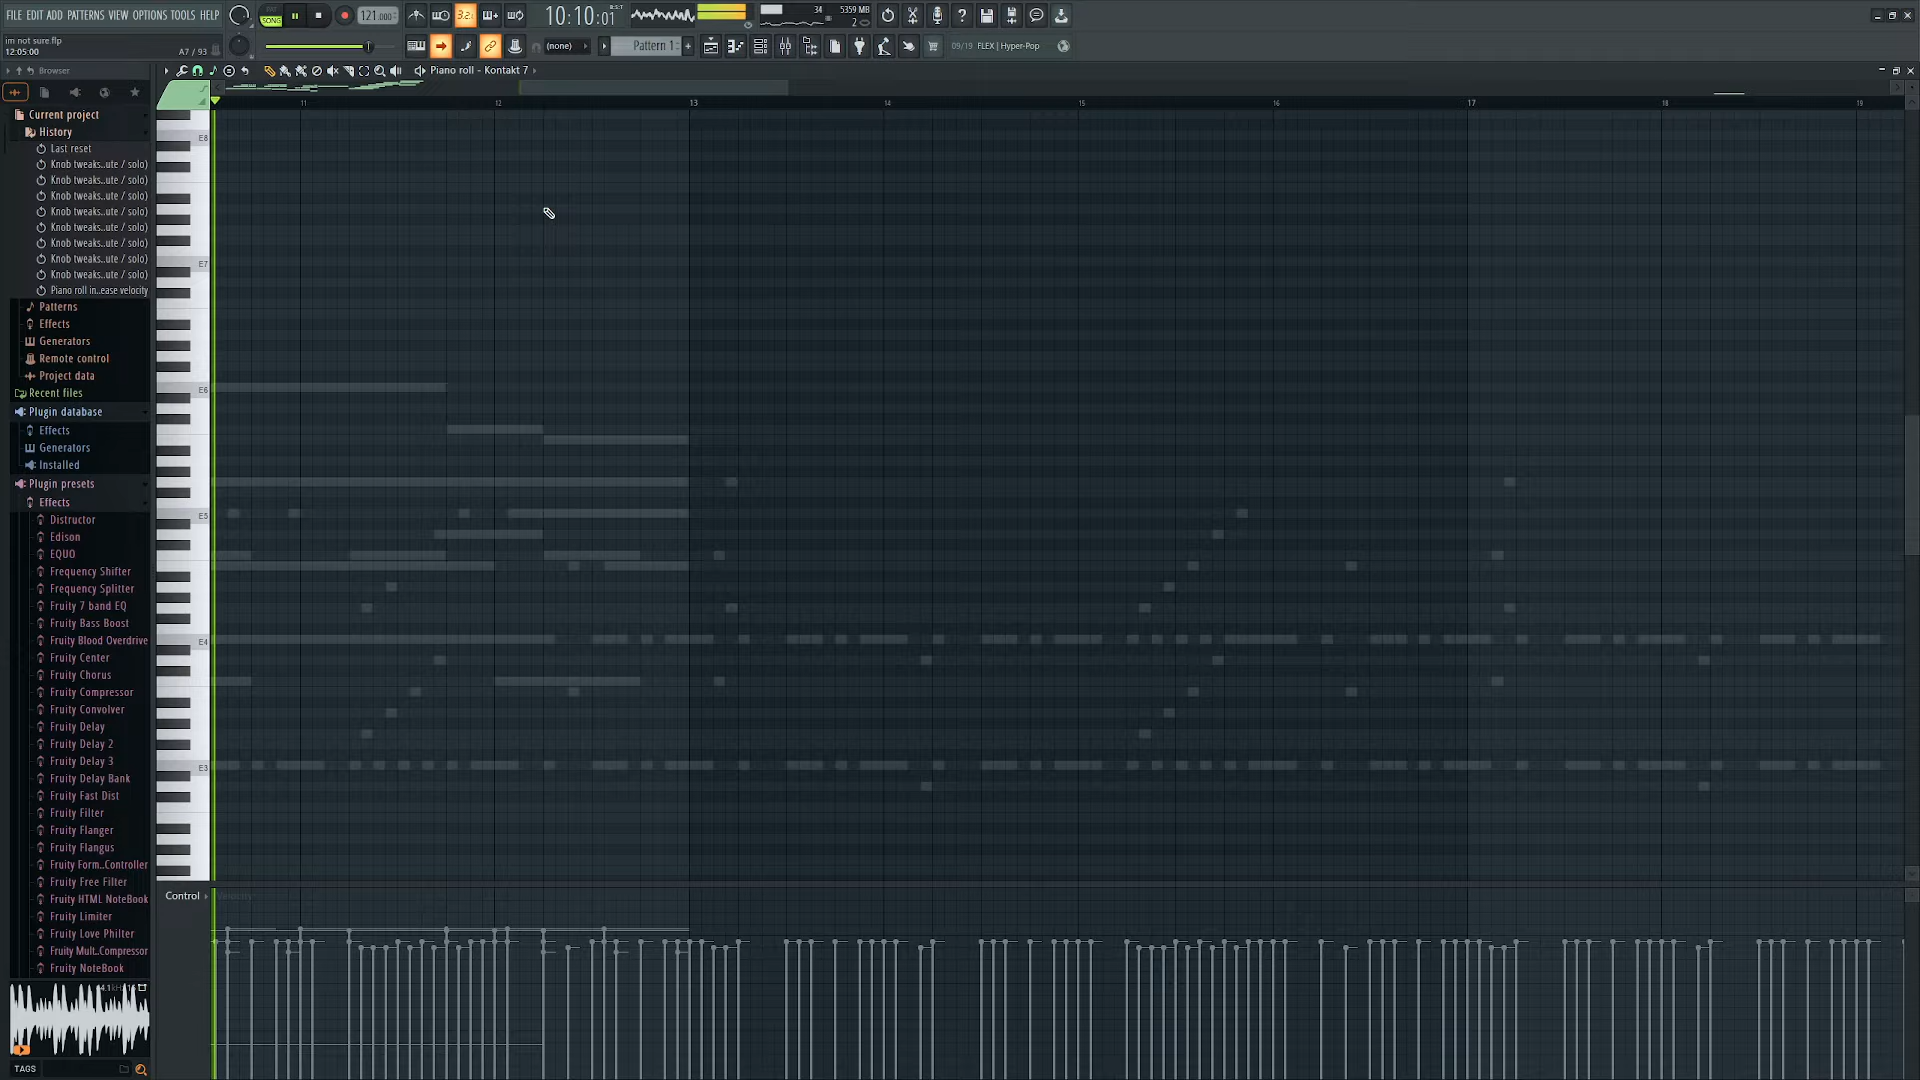 FILE EDIT ADD PATTERNS VIEW OPTIONS TOOLS HELP
im not sure.flp
12:05:00
A7 / 93
SONG
121.000
3.2.
10:10:01
B:S:T
34
5359 MB
2
(none)
Pattern 1
+
09/19 FLEX | Hyper-Pop
Browser
Piano roll - Kontakt 7
11
12
13
14
15
16
17
18
19
Current project
History
Last reset
Knob tweaks..ute / solo)
Knob tweaks..ute / solo)
Knob tweaks..ute / solo)
Knob tweaks..ute / solo)
Knob tweaks..ute / solo)
Knob tweaks..ute / solo)
Knob tweaks..ute / solo)
Knob tweaks..ute / solo)
Piano roll in..ease velocity
Patterns
Effects
Generators
Remote control
Project data
Recent files
Plugin database
Effects
Generators
Installed
Plugin presets
Effects
Distructor
Edison
EQUO
Frequency Shifter
Frequency Splitter
Fruity 7 band EQ
Fruity Bass Boost
Fruity Blood Overdrive
Fruity Center
Fruity Chorus
Fruity Compressor
Fruity Convolver
Fruity Delay
Fruity Delay 2
Fruity Delay 3
Fruity Delay Bank
Fruity Fast Dist
Fruity Filter
Fruity Flanger
Fruity Flangus
Fruity Form..Controller
Fruity Free Filter
Fruity HTML NoteBook
Fruity Limiter
Fruity Love Philter
Fruity Mult..Compressor
Fruity NoteBook
TAGS
E8
E7
E6
E5
E4
E3
Control
Velocity